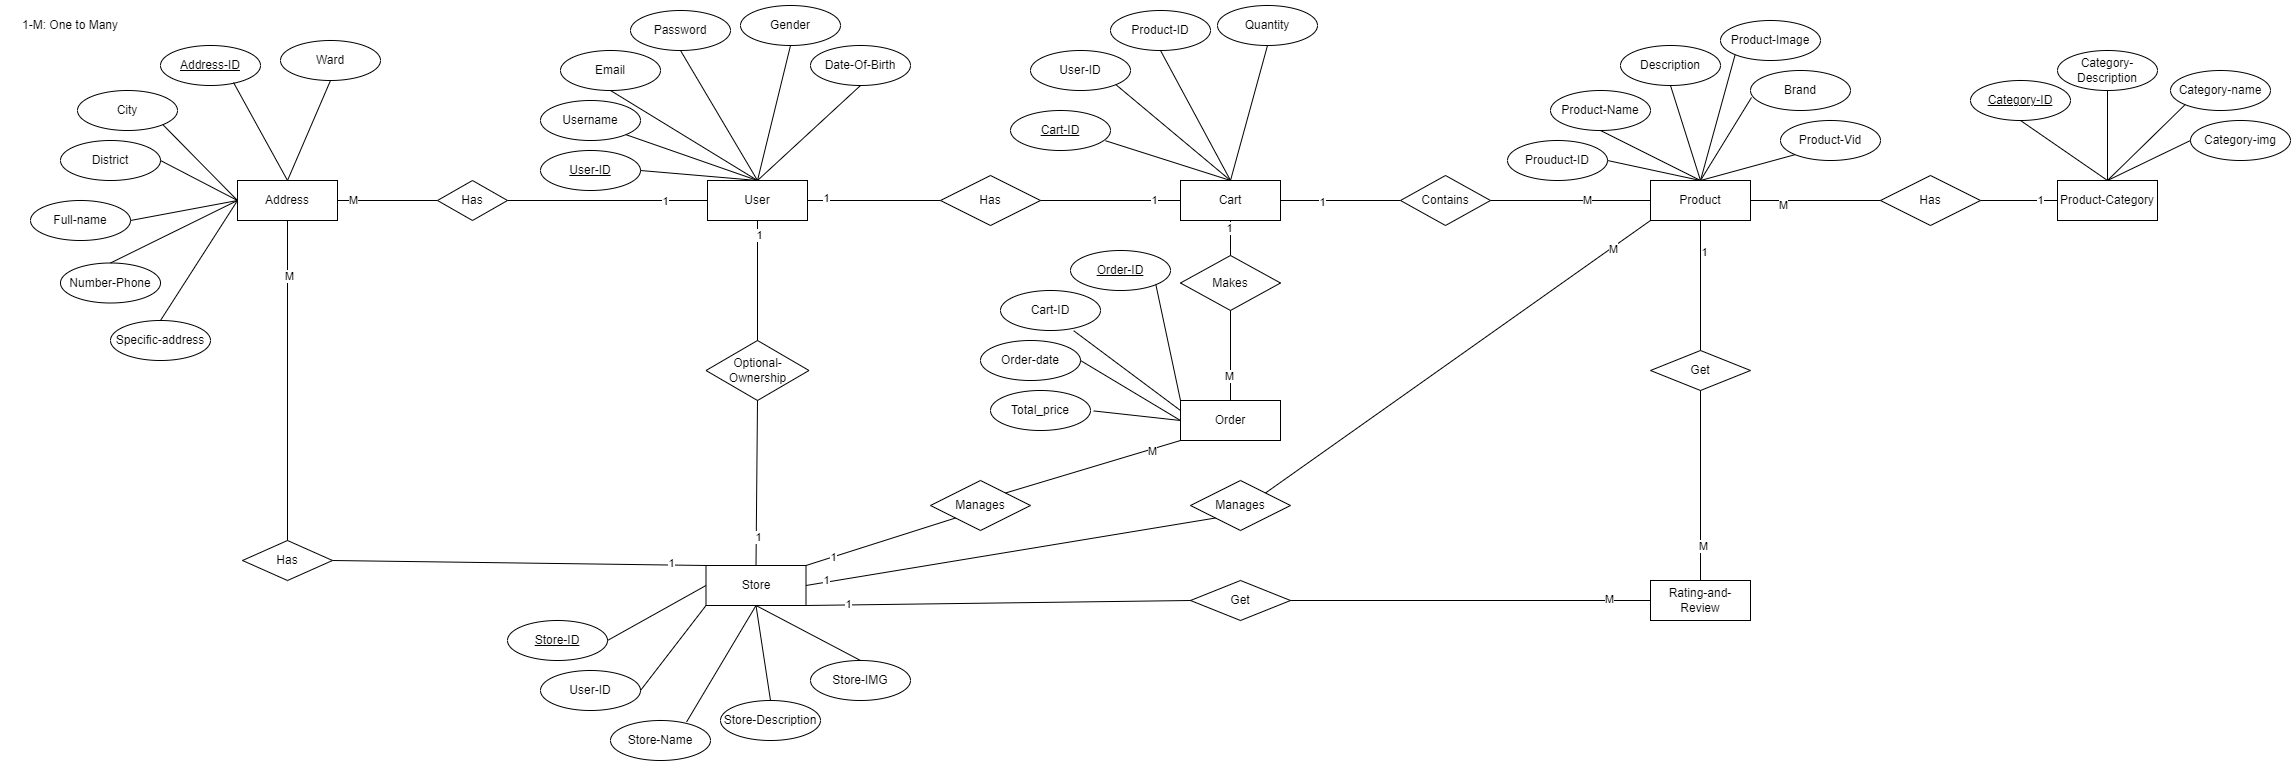 1-M: One to Many
Address-ID
Ward
City
District
Full-name
Number-Phone
Specific-address
Address
M
Has
1
Password
Gender
Email
Date-Of-Birth
Username
User-ID
User
1
Has
1
Product-ID
Quantity
User-ID
Cart-ID
Cart
1
Contains
M
Product-Image
Description
Brand
Product-Name
Product-Vid
Prouduct-ID
Product
M
Has
1
Category-
Description
Category-ID
Category-name
Category-img
Product-Category
M
1
1
Makes
M
Order-ID
Cart-ID
Order-date
Total_price
Order
M
1
M
Optional-
Ownership
Get
Manages
Manages
1
M
Has
1
1
1
Store
1
Get
M
Rating-and-
Review
Store-ID
User-ID
Store-IMG
Store-Description
Store-Name